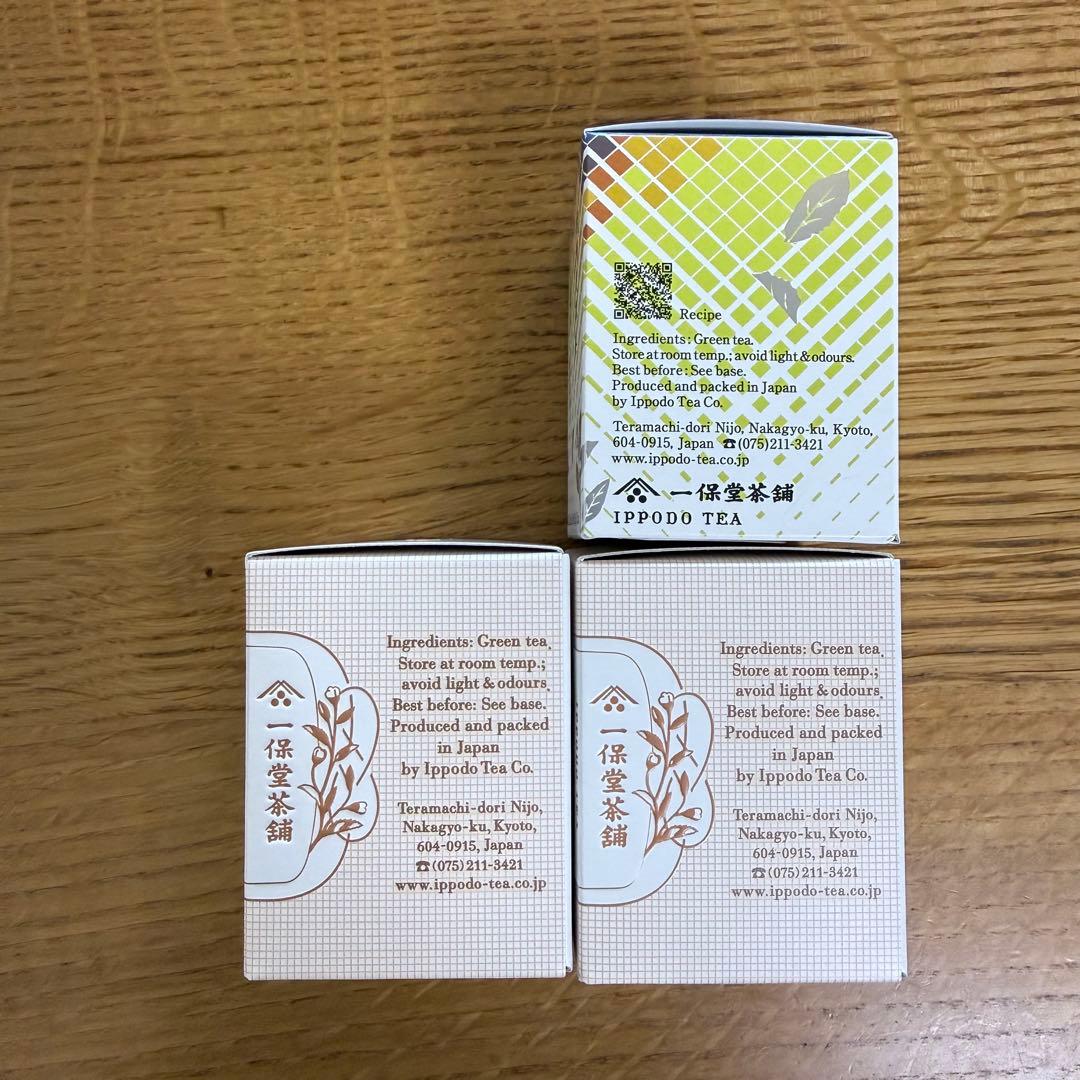 Recipe
Ingredients : Green tea.
Store at room temp.; avoid light & odours.
Best before : See base.
Produced and packed in Japan
by Ippodo Tea Co.
Teramachi-dori Nijo, Nakagyo-ku, Kyoto,
604-0915, Japan ☎(075)211-3421
www.ippodo-tea.co.jp
一保堂茶舖
IPPODO TEA
一保堂茶舖
Ingredients: Green tea.
Store at room temp.;
avoid light & odours.
Best before: See base.
Produced and packed
in Japan
by Ippodo Tea Co.
Teramachi-dori Nijo,
Nakagyo-ku, Kyoto,
604-0915, Japan
☎(075)211-3421
www.ippodo-tea.co.jp
一保堂茶舖
Ingredients: Green tea.
Store at room temp.;
avoid light & odours.
Best before: See base.
Produced and packed
in Japan
by Ippodo Tea Co.
Teramachi-dori Nijo,
Nakagyo-ku, Kyoto,
604-0915, Japan
☎(075)211-3421
www.ippodo-tea.co.jp